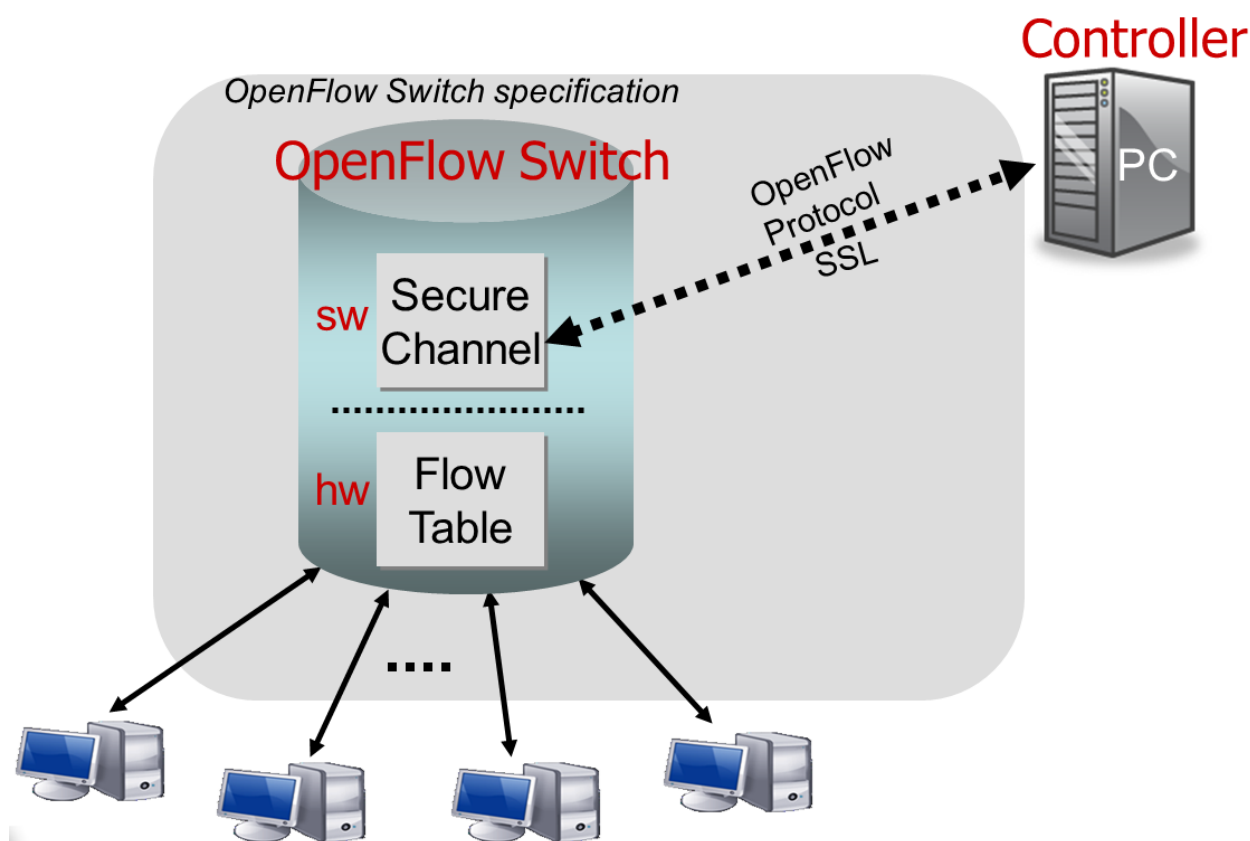 Controller
OpenFlow Switch specification
OpenFlow Switch
OpenFlow
Protocol
SSL
PC
sw
Secure
Channel
hw
Flow
Table